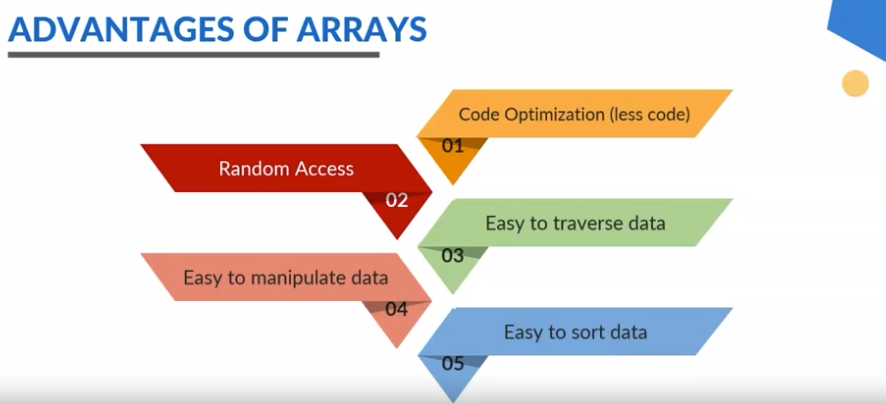 ADVANTAGES OF ARRAYS
Code Optimization (less code)
01
Random Access
02
Easy to traverse data
03
Easy to manipulate data
04
Easy to sort data
05